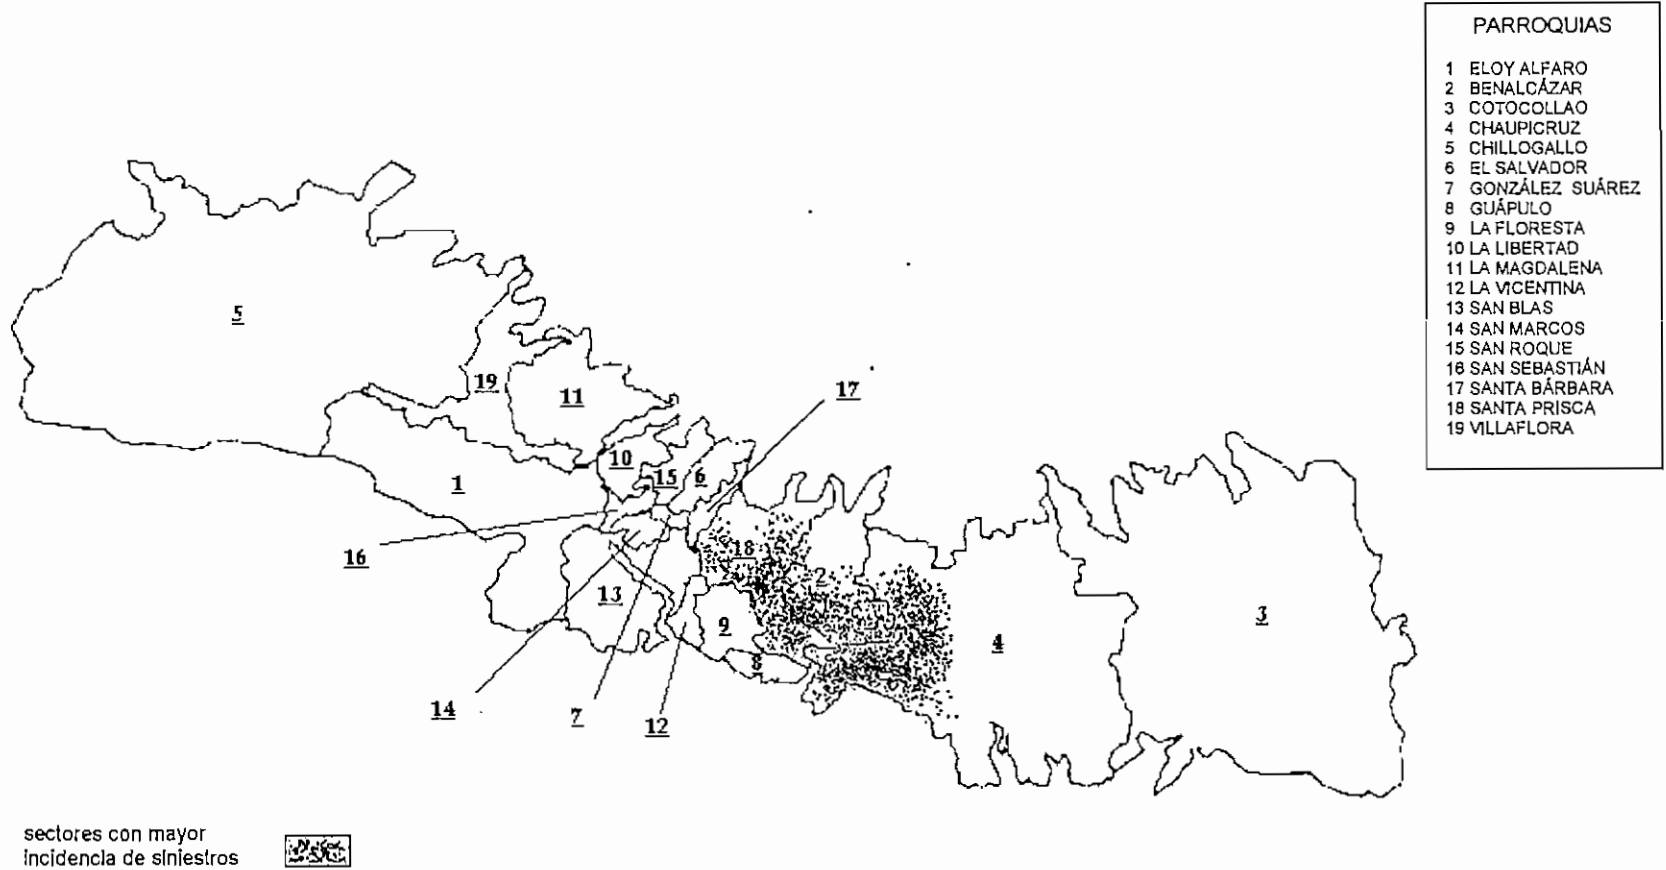 PARROQUIAS
1 ELOY ALFARO
2 BENALCÁZAR
3 COTOCOLLAO
4 CHAUPICRUZ
5 CHILLOGALLO
6 EL SALVADOR
7 GONZÁLEZ SUÁREZ
8 GUÁPULO
9 LA FLORESTA
10 LA LIBERTAD
11 LA MAGDALENA
12 LA VICENTINA
13 SAN BLAS
14 SAN MARCOS
15 SAN ROQUE
16 SAN SEBASTIÁN
17 SANTA BÁRBARA
18 SANTA PRISCA
19 VILLAFLORA
5
19
11
17
10
15
6
1
16
18
2
13
9
3
4
8
14
7
12
sectores con mayor
incidencia de siniestros